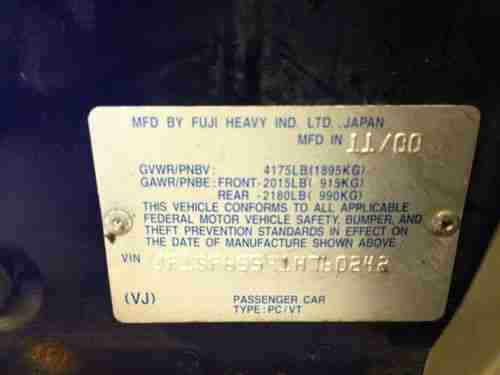 MFD BY FUJI HEAVY IND. LTD. ,JAPAN
MFD IN 11/00
GVWR/PNBV: 4175LB(1895KG)
GAWR/PNBE: FRONT-2015LB( 915KG)
REAR -2180LB( 990KG)
THIS VEHICLE CONFORMS TO ALL APPLICABLE
FEDERAL MOTOR VEHICLE SAFETY, BUMPER, AND
THEFT PREVENTION STANDARDS IN EFFECT ON
THE DATE OF MANUFACTURE SHOWN ABOVE
VIN
(VJ) PASSENGER CAR
TYPE: PC/VT